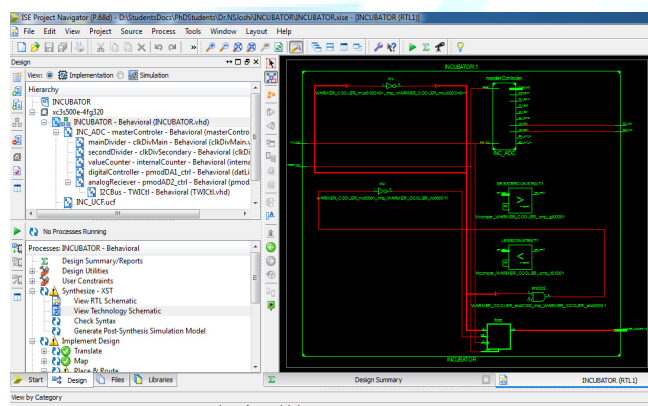 ISE Project Navigator (P.68d) - D:\StudentsDocs\PhDStudents\Dr.NSJoshi\INCUBATOR\INCUBATOR.xise - [INCUBATOR (RTL1)]
File Edit View Project Source Process Tools Window Layout Help
Design
View: Implementation Simulation
Hierarchy
INCUBATOR
xc3s500e-4fg320
INCUBATOR - Behavioral (INCUBATOR.vhd)
INC_ADC - masterControler - Behavioral (masterContro
mainDivider - clkDivMain - Behavioral (clkDivMain.v
secondDivider - clkDivSecondery - Behavioral (clkDi
valueCounter - internalCounter - Behavioral (interna
digitalController - pmodDA1_ctrl - Behavioral (datLi
analogReciever - pmodAD2_ctrl - Behavioral (pmod
I2CBus - TWICtl - Behavioral (TWICtl.vhd)
INC_UCF.ucf
No Processes Running
Processes: INCUBATOR - Behavioral
Design Summary/Reports
Design Utilities
User Constraints
Synthesize - XST
View RTL Schematic
View Technology Schematic
Check Syntax
Generate Post-Synthesis Simulation Model
Implement Design
Translate
Map
Place & Route
Start Design Files Libraries
INCUBATOR:1
masterControler
INC_ADC
INCUBATOR
Design Summary
INCUBATOR (RTL1)
View by Category